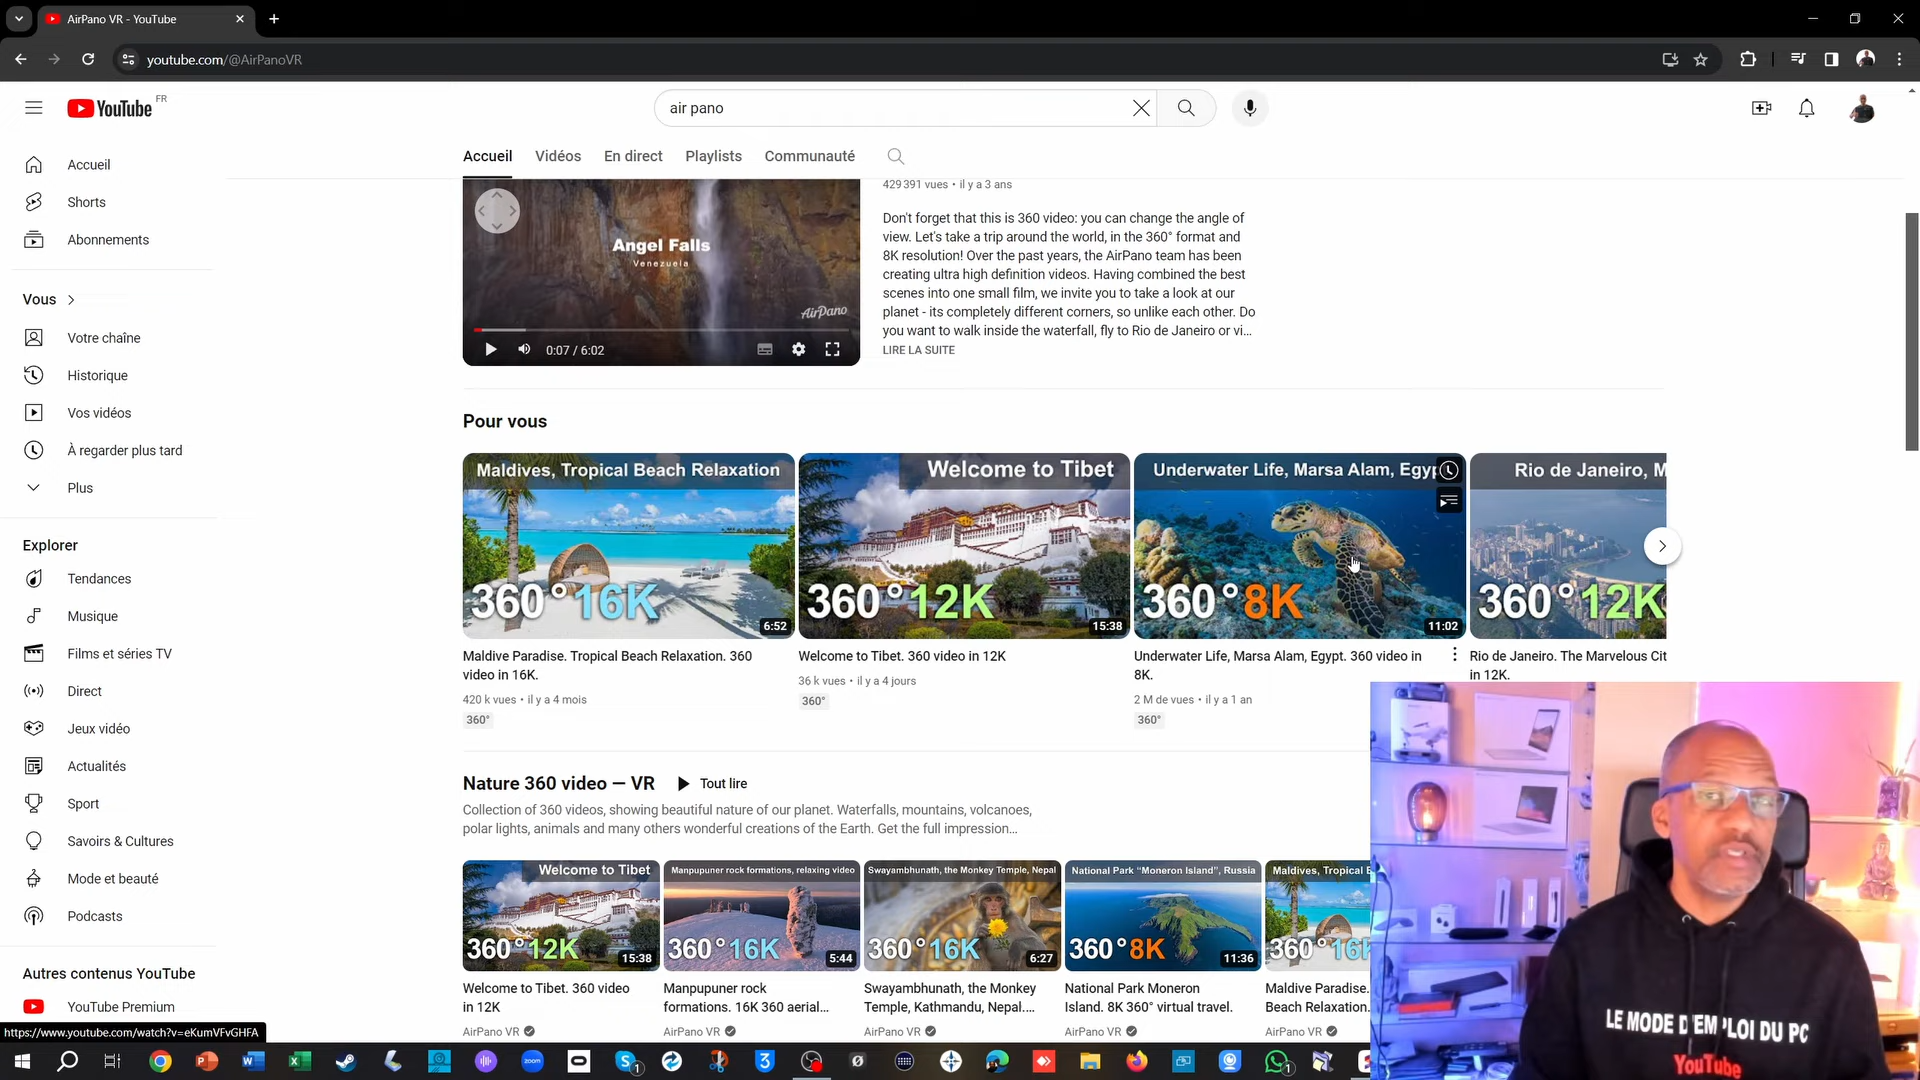 AirPano VR - YouTube
youtube.com/@AirPanoVR
YouTube FR
air pano
Accueil Vidéos En direct Playlists Communauté
Accueil
Shorts
Abonnements
Vous
Votre chaîne
Historique
Vos vidéos
À regarder plus tard
Plus
Explorer
Tendances
Musique
Films et séries TV
Direct
Jeux vidéo
Actualités
Sport
Savoirs & Cultures
Mode et beauté
Podcasts
Autres contenus YouTube
YouTube Premium
https://www.youtube.com/watch?v=eKumVFvGHFA
Angel Falls
Venezuela
AirPano
0:07 / 6:02
429 391 vues • il y a 3 ans
Don't forget that this is 360 video: you can change the angle of
view. Let's take a trip around the world, in the 360° format and
8K resolution! Over the past years, the AirPano team has been
creating ultra high definition videos. Having combined the best
scenes into one small film, we invite you to take a look at our
planet - its completely different corners, so unlike each other. Do
you want to walk inside the waterfall, fly to Rio de Janeiro or vi...
LIRE LA SUITE
Pour vous
Maldives, Tropical Beach Relaxation
360°16K
6:52
Maldive Paradise. Tropical Beach Relaxation. 360
video in 16K.
420 k vues • il y a 4 mois
360°
Welcome to Tibet
360°12K
15:38
Welcome to Tibet. 360 video in 12K
36 k vues • il y a 4 jours
360°
Underwater Life, Marsa Alam, Egyp
360°8K
11:02
Underwater Life, Marsa Alam, Egypt. 360 video in
8K.
2 M de vues • il y a 1 an
360°
Rio de Janeiro, M
360°12K
Rio de Janeiro. The Marvelous Cit
in 12K.
Nature 360 video — VR Tout lire
Collection of 360 videos, showing beautiful nature of our planet. Waterfalls, mountains, volcanoes,
polar lights, animals and many others wonderful creations of the Earth. Get the full impression...
Welcome to Tibet
360°12K
15:38
Welcome to Tibet. 360 video
in 12K
AirPano VR
Manpupuner rock formations, relaxing video
360°16K
5:44
Manpupuner rock
formations. 16K 360 aerial...
AirPano VR
Swayambhunath, the Monkey Temple, Nepal
360°16K
6:27
Swayambhunath, the Monkey
Temple, Kathmandu, Nepal....
AirPano VR
National Park "Moneron Island", Russia
360°8K
11:36
National Park Moneron
Island. 8K 360° virtual travel.
AirPano VR
Maldives, Tropical B
360°16K
Maldive Paradise.
Beach Relaxation.
AirPano VR
LE MODE D'EMPLOI DU PC
YouTube
zoom